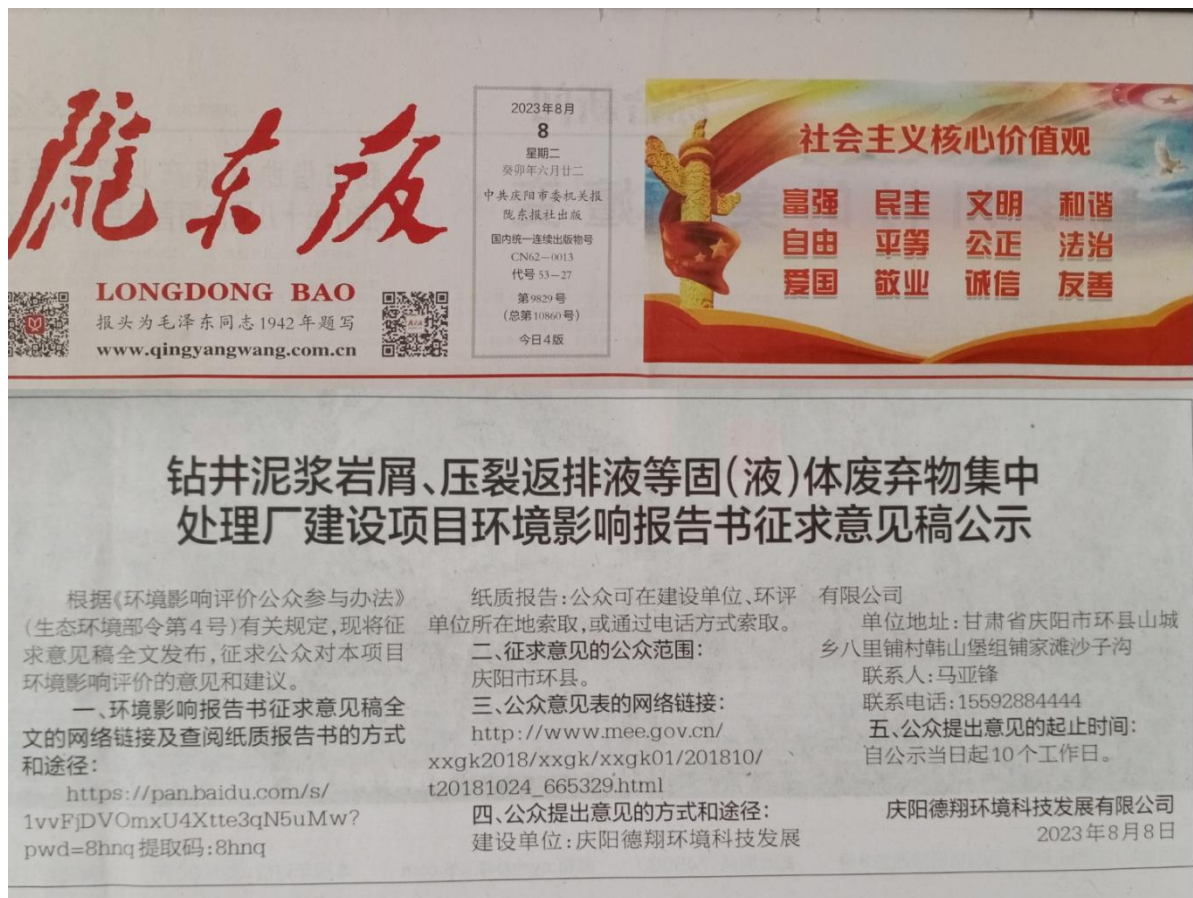 陇东报
LONGDONG BAO
报头为毛泽东同志1942年题写
www.qingyangwang.com.cn
2023年8月
8
星期二
癸卯年六月廿二
中共庆阳市委机关报
陇东报社出版
国内统一连续出版物号
CN62—0013
代号 53—27
第9829号
(总第10860号)
今日4版
社会主义核心价值观
富强 民主 文明 和谐
自由 平等 公正 法治
爱国 敬业 诚信 友善
钻井泥浆岩屑、压裂返排液等固(液)体废弃物集中
处理厂建设项目环境影响报告书征求意见稿公示
根据《环境影响评价公众参与办法》
(生态环境部令第4号)有关规定,现将征
求意见稿全文发布,征求公众对本项目
环境影响评价的意见和建议。
一、环境影响报告书征求意见稿全
文的网络链接及查阅纸质报告书的方式
和途径:
https://pan.baidu.com/s/
1vvFjDVOmxU4Xtte3qN5uMw?
pwd=8hnq 提取码:8hnq
纸质报告:公众可在建设单位、环评
单位所在地索取,或通过电话方式索取。
二、征求意见的公众范围:
庆阳市环县。
三、公众意见表的网络链接:
http://www.mee.gov.cn/
xxgk2018/xxgk/xxgk01/201810/
t20181024_665329.html
四、公众提出意见的方式和途径:
建设单位:庆阳德翔环境科技发展
有限公司
单位地址:甘肃省庆阳市环县山城
乡八里铺村韩山堡组铺家滩沙子沟
联系人:马亚锋
联系电话:15592884444
五、公众提出意见的起止时间:
自公示当日起10个工作日。
庆阳德翔环境科技发展有限公司
2023年8月8日